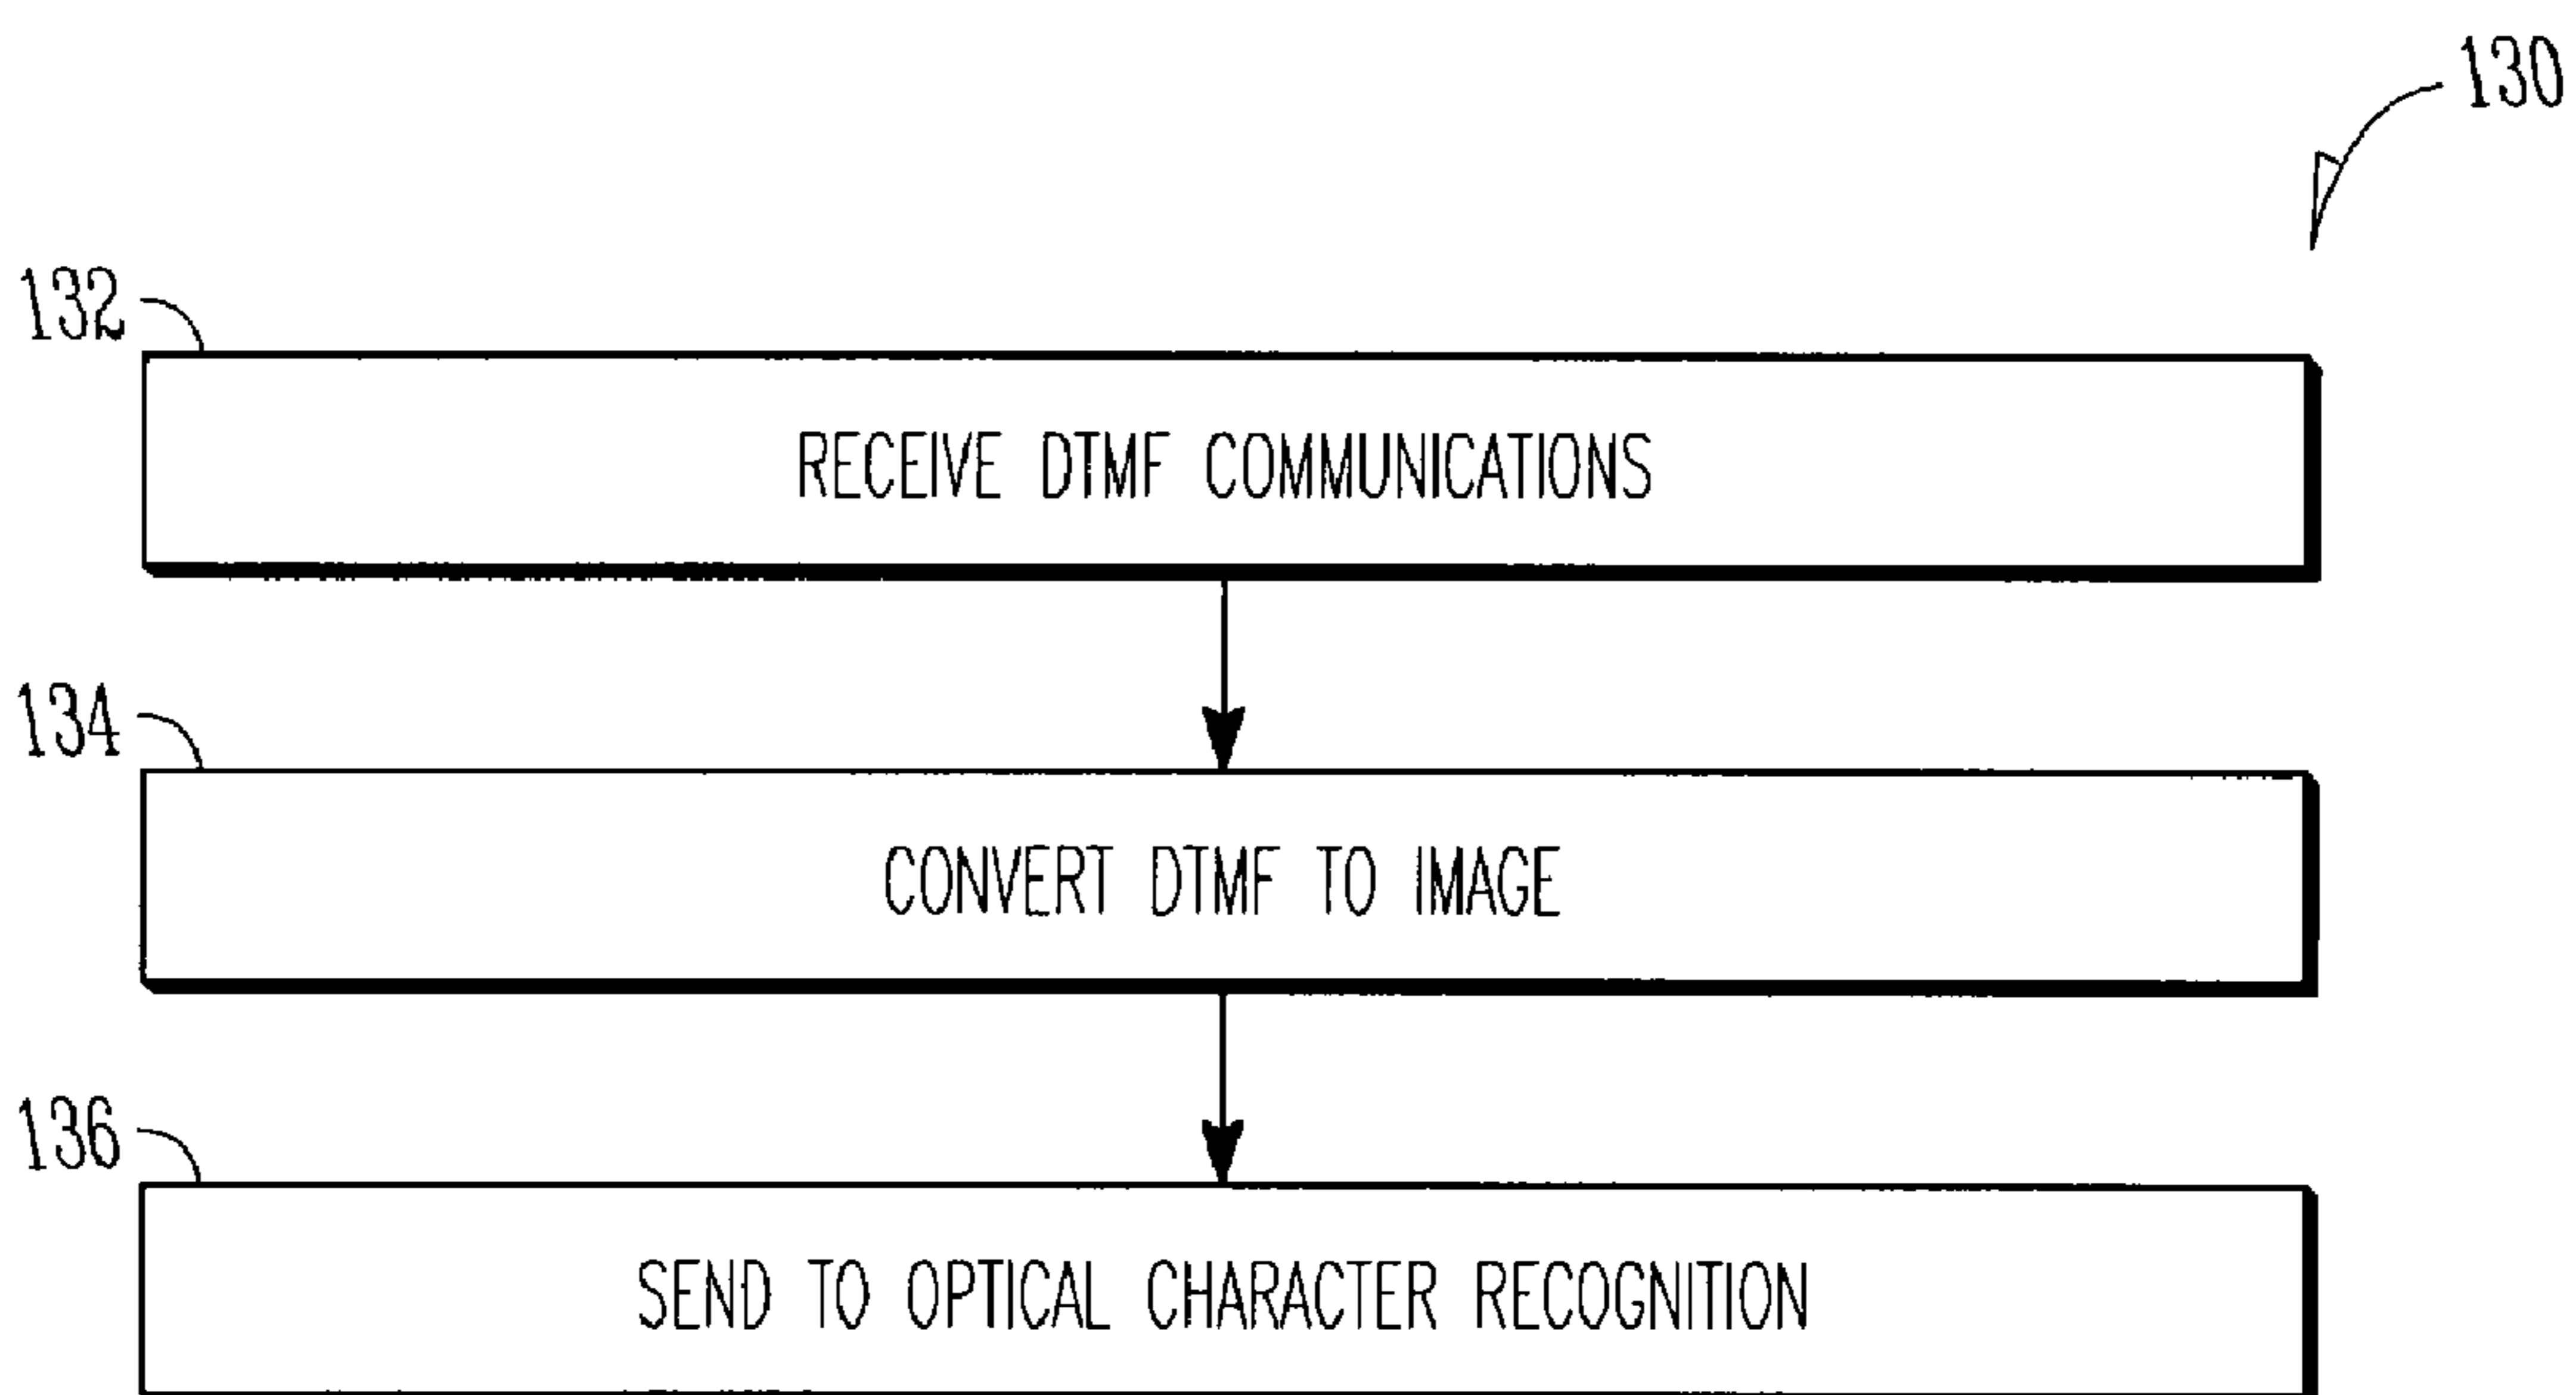 130
132
RECEIVE DTMF COMMUNICATIONS
134
CONVERT DTMF TO IMAGE
136
SEND TO OPTICAL CHARACTER RECOGNITION